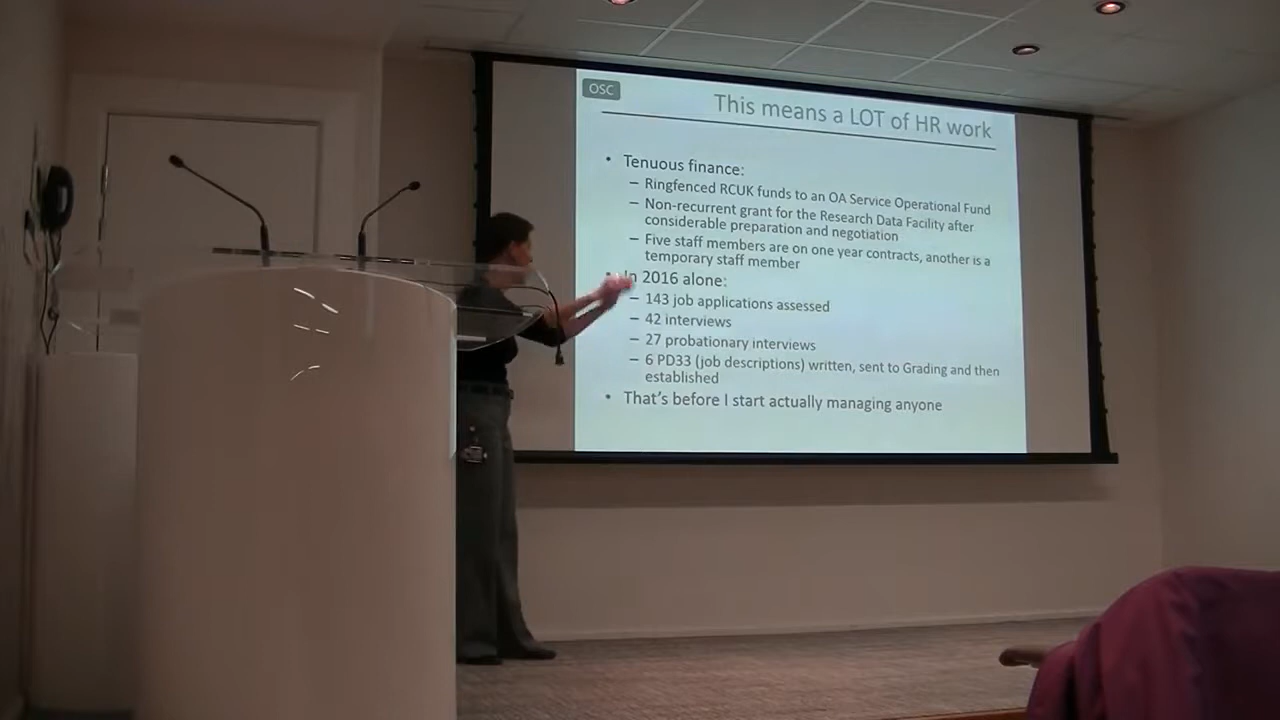 OSC
This means a LOT of HR work
• Tenuous finance:
– Ringfenced RCUK funds to an OA Service Operational Fund
– Non-recurrent grant for the Research Data Facility after
considerable preparation and negotiation
– Five staff members are on one year contracts, another is a
temporary staff member
• In 2016 alone:
– 143 job applications assessed
– 42 interviews
– 27 probationary interviews
– 6 PD33 (job descriptions) written, sent to Grading and then
established
• That's before I start actually managing anyone